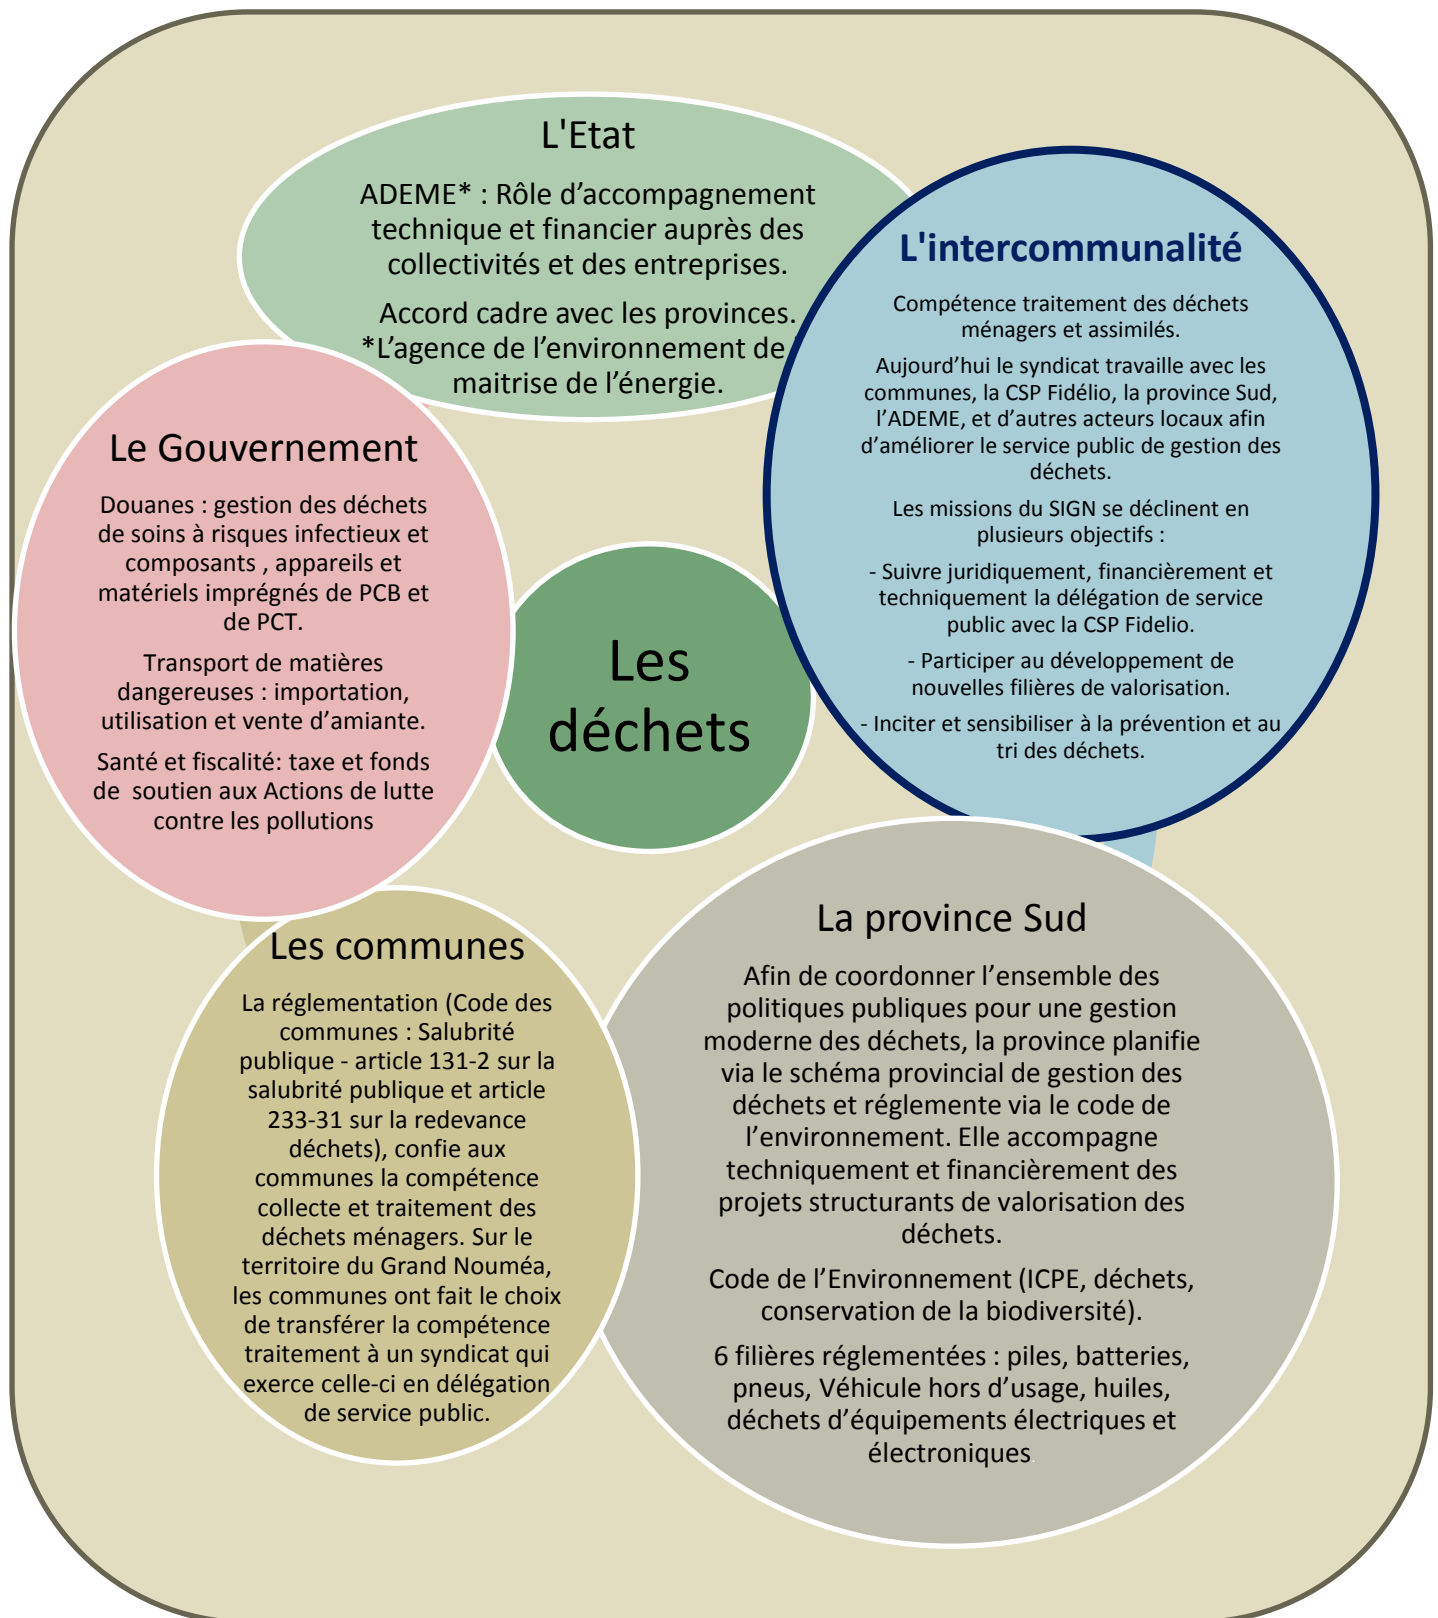 L'Etat
ADEME* : Rôle d'accompagnement
technique et financier auprès des
collectivités et des entreprises.
Accord cadre avec les provinces.
*L'agence de l'environnement de
maitrise de l'énergie.
L'intercommunalité
Compétence traitement des déchets
ménagers et assimilés.
Aujourd'hui le syndicat travaille avec les
communes, la CSP Fidélio, la province Sud,
l'ADEME, et d'autres acteurs locaux afin
d'améliorer le service public de gestion des
déchets.
Les missions du SIGN se déclinent en
plusieurs objectifs :
- Suivre juridiquement, financièrement et
techniquement la délégation de service
public avec la CSP Fidelio.
- Participer au développement de
nouvelles filières de valorisation.
- Inciter et sensibiliser à la prévention et au
tri des déchets.
Le Gouvernement
Douanes : gestion des déchets
de soins à risques infectieux et
composants , appareils et
matériels imprégnés de PCB et
de PCT.
Transport de matières
dangereuses : importation,
utilisation et vente d'amiante.
Santé et fiscalité: taxe et fonds
de soutien aux Actions de lutte
contre les pollutions
Les
déchets
La province Sud
Afin de coordonner l'ensemble des
politiques publiques pour une gestion
moderne des déchets, la province planifie
via le schéma provincial de gestion des
déchets et réglemente via le code de
l'environnement. Elle accompagne
techniquement et financièrement des
projets structurants de valorisation des
déchets.
Code de l'Environnement (ICPE, déchets,
conservation de la biodiversité).
6 filières réglementées : piles, batteries,
pneus, Véhicule hors d'usage, huiles,
déchets d'équipements électriques et
électroniques
Les communes
La réglementation (Code des
communes : Salubrité
publique - article 131-2 sur la
salubrité publique et article
233-31 sur la redevance
déchets), confie aux
communes la compétence
collecte et traitement des
déchets ménagers. Sur le
territoire du Grand Nouméa,
les communes ont fait le choix
de transférer la compétence
traitement à un syndicat qui
exerce celle-ci en délégation
de service public.